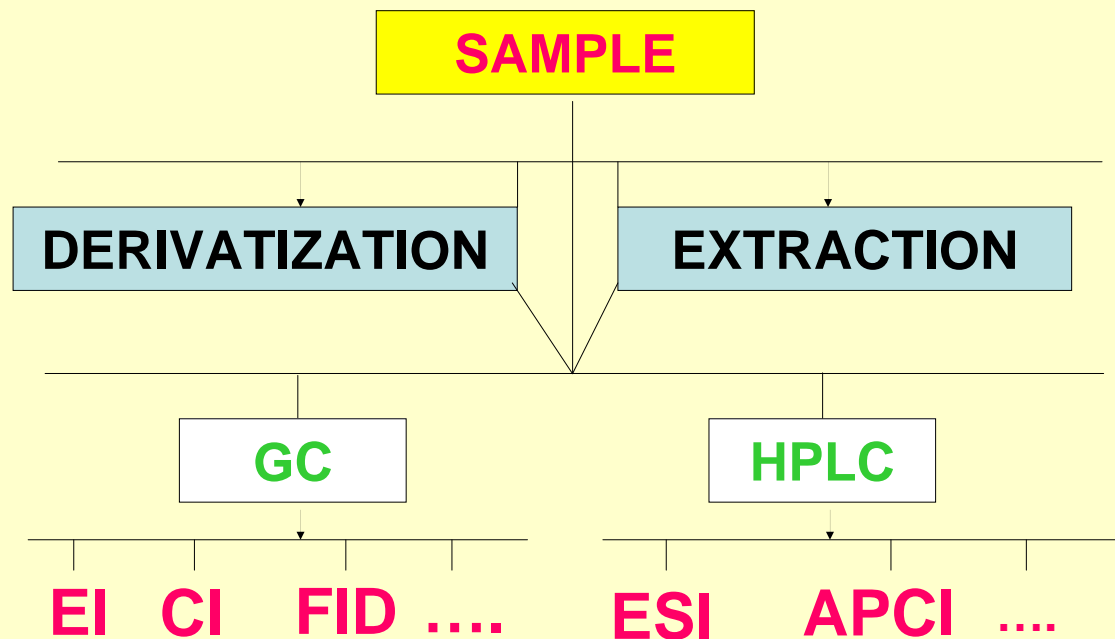 SAMPLE
DERIVATIZATION EXTRACTION
GC HPLC
EI CI FID .... ESI APCI ....